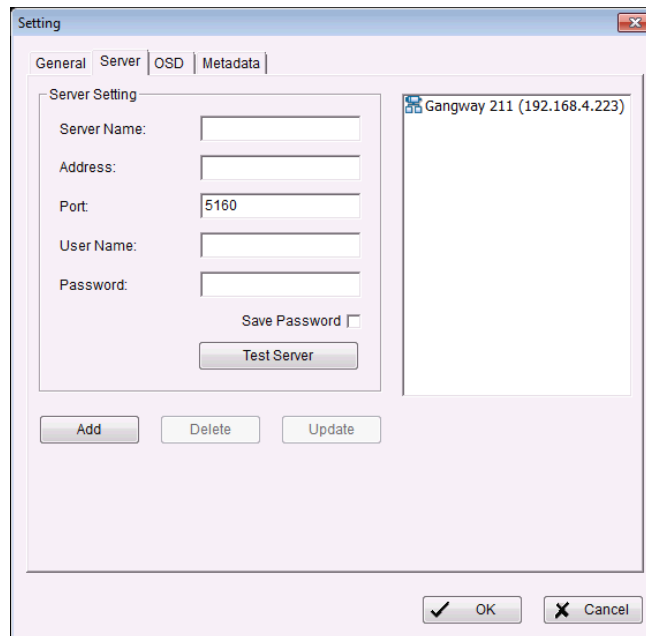 Setting
General Server OSD Metadata
Server Setting
Server Name:
Address:
Port: 5160
User Name:
Password:
Save Password
Test Server
Gangway 211 (192.168.4.223)
Add Delete Update
OK Cancel